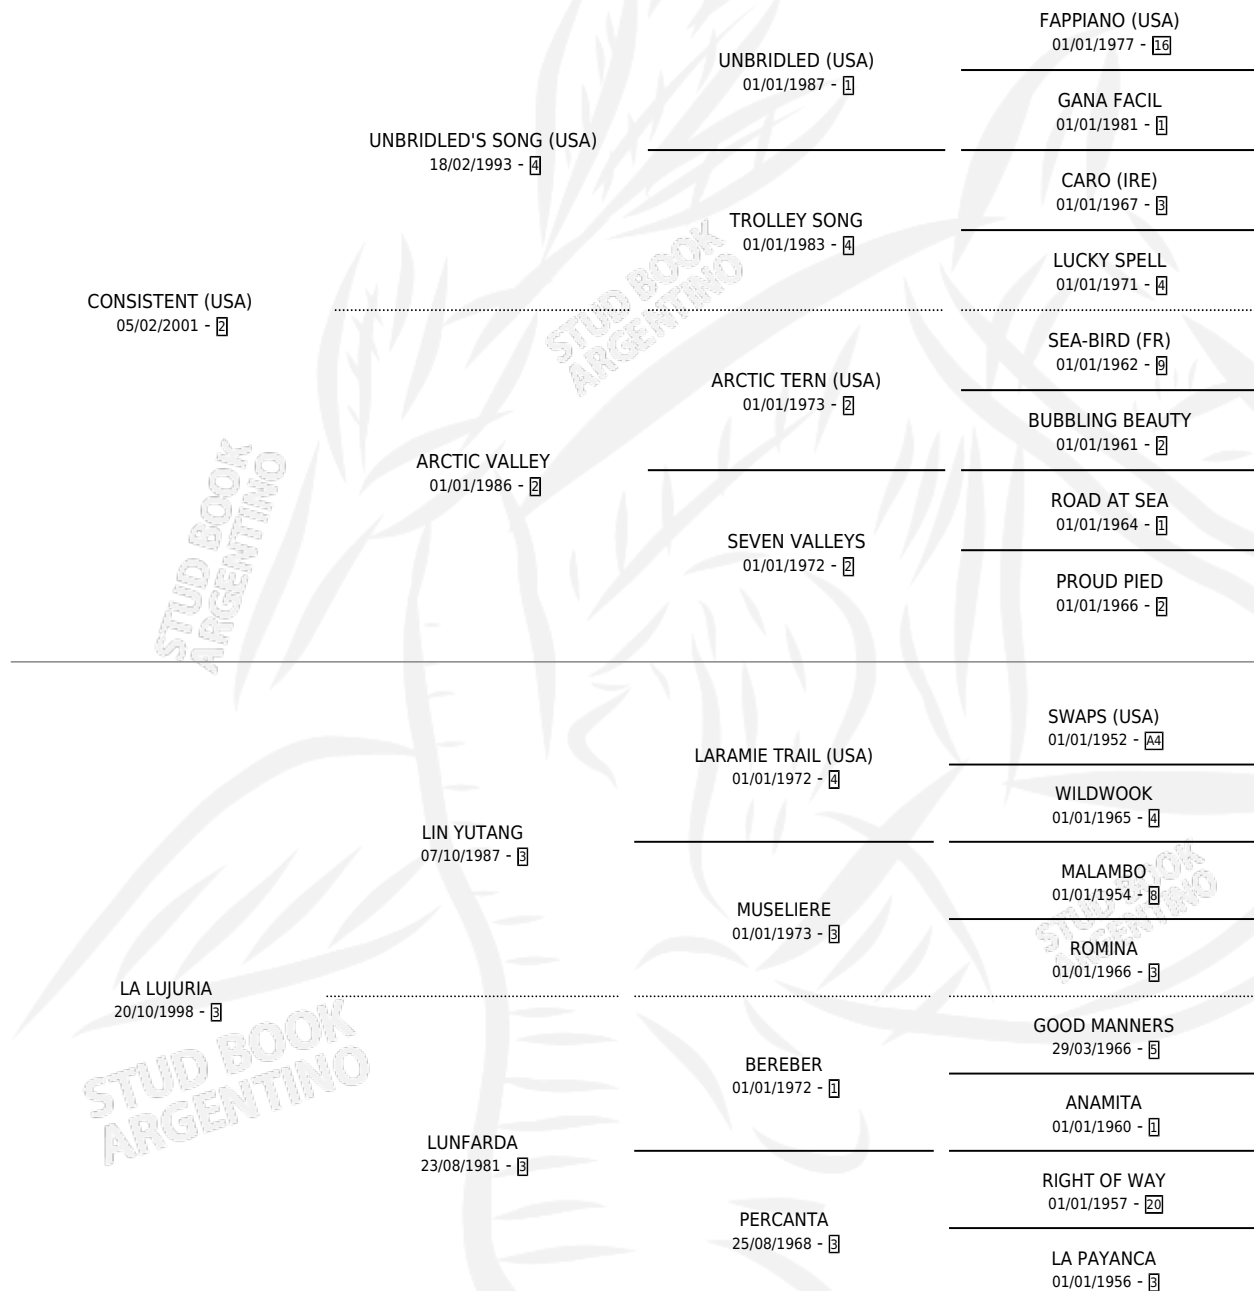 FAPPIANO (USA)
01/01/1977 - 16
UNBRIDLED (USA)
01/01/1987 - 1
GANA FACIL
01/01/1981 - 1
UNBRIDLED'S SONG (USA)
18/02/1993 - 4
CARO (IRE)
01/01/1967 - 3
TROLLEY SONG
01/01/1983 - 4
LUCKY SPELL
01/01/1971 - 4
CONSISTENT (USA)
05/02/2001 - 2
SEA-BIRD (FR)
01/01/1962 - 9
ARCTIC TERN (USA)
01/01/1973 - 2
BUBBLING BEAUTY
01/01/1961 - 2
ARCTIC VALLEY
01/01/1986 - 2
ROAD AT SEA
01/01/1964 - 1
SEVEN VALLEYS
01/01/1972 - 2
PROUD PIED
01/01/1966 - 2
SWAPS (USA)
01/01/1952 - A4
LARAMIE TRAIL (USA)
01/01/1972 - 4
WILDWOOK
01/01/1965 - 4
LIN YUTANG
07/10/1987 - 3
MALAMBO
01/01/1954 - 8
MUSELIERE
01/01/1973 - 3
ROMINA
01/01/1966 - 3
LA LUJURIA
20/10/1998 - 3
GOOD MANNERS
29/03/1966 - 5
BEREBER
01/01/1972 - 1
ANAMITA
01/01/1960 - 1
LUNFARDA
23/08/1981 - 3
RIGHT OF WAY
01/01/1957 - 20
PERCANTA
25/08/1968 - 3
LA PAYANCA
01/01/1956 - 3
STUD BOOK
ARGENTINO
STUD BOOK
ARGENTINO
STUD BOOK
ARGENTINO
STUD BOOK
ARGENTINO